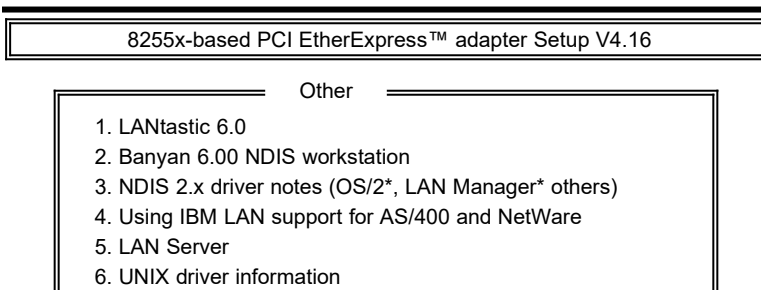 8255x-based PCI EtherExpress™ adapter Setup V4.16
Other
1. LANtastic 6.0
2. Banyan 6.00 NDIS workstation
3. NDIS 2.x driver notes (OS/2*, LAN Manager* others)
4. Using IBM LAN support for AS/400 and NetWare
5. LAN Server
6. UNIX driver information